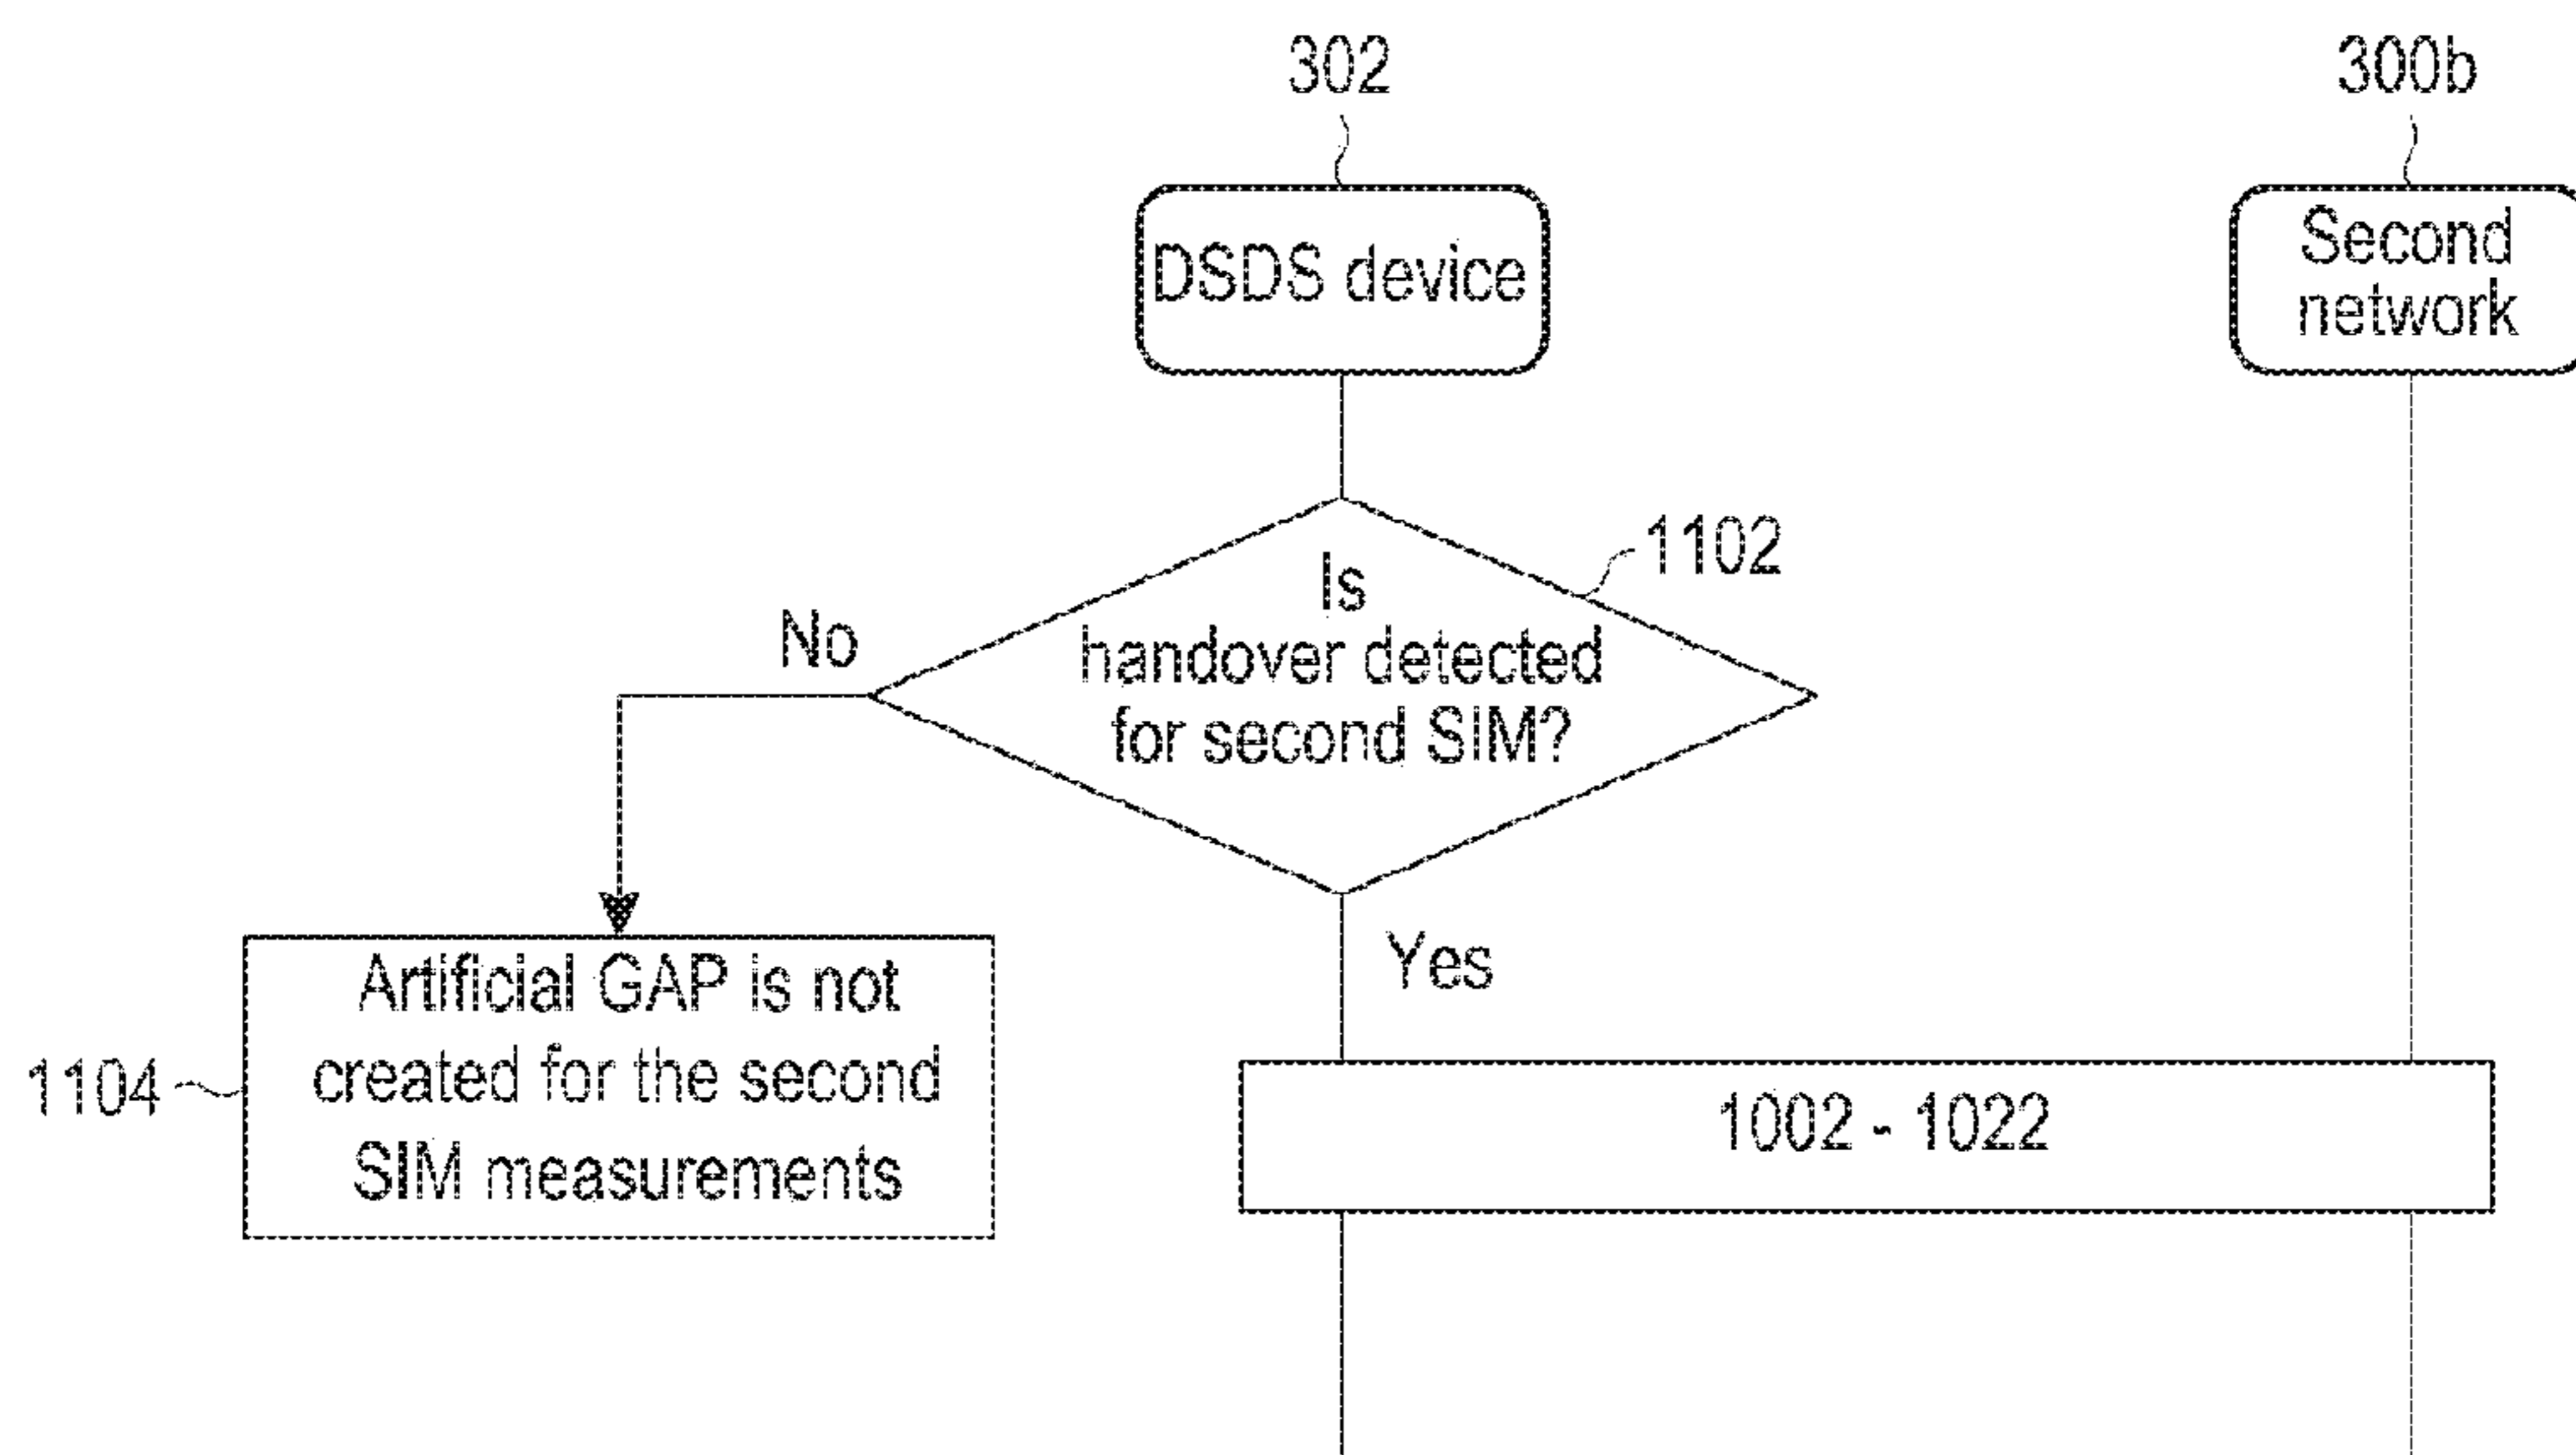 302
300b
DSDS device
Second
network
1102
Is
handover detected
for second SIM?
No
Yes
Artificial GAP is not
created for the second
SIM measurements
1104
1002 - 1022